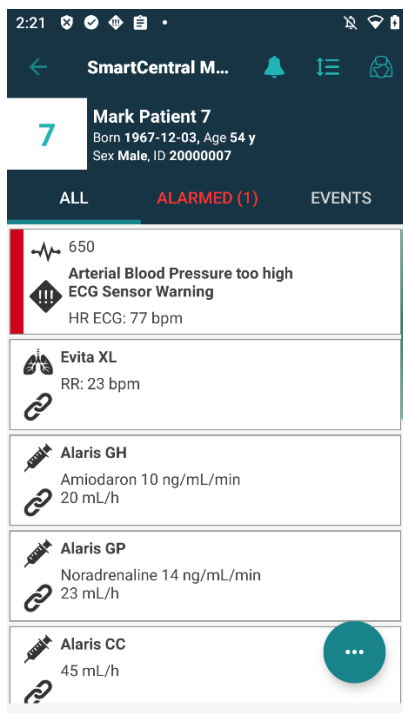 2:21
SmartCentral M...
7
Mark Patient 7
Born 1967-12-03, Age 54 y
Sex Male, ID 20000007
ALL
ALARMED (1)
EVENTS
650
Arterial Blood Pressure too high
ECG Sensor Warning
!!!
HR ECG: 77 bpm
Evita XL
RR: 23 bpm
Alaris GH
Amiodaron 10 ng/mL/min
20 mL/h
Alaris GP
Noradrenaline 14 ng/mL/min
23 mL/h
Alaris CC
45 mL/h